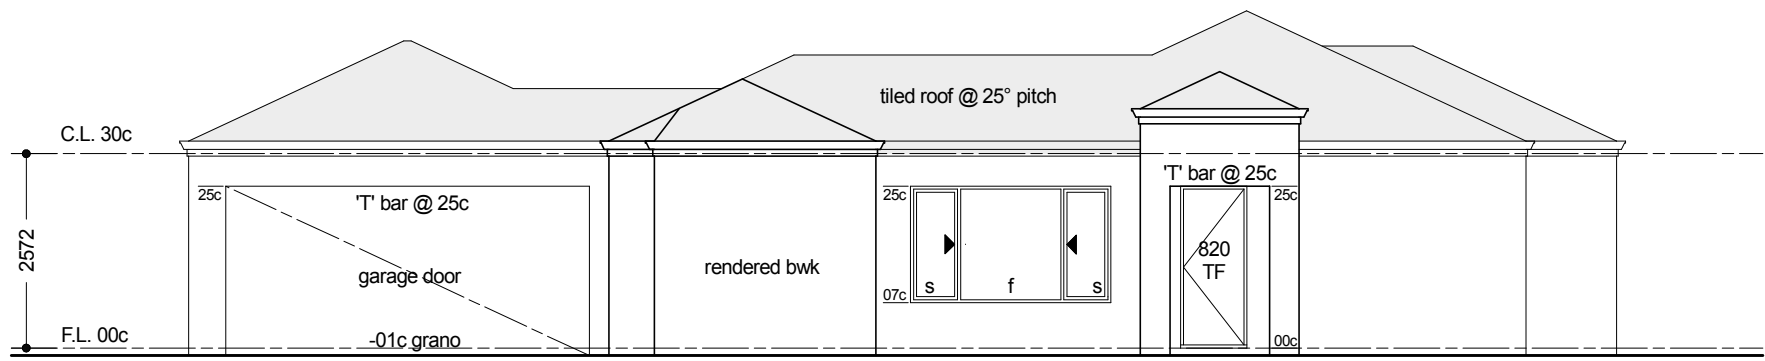 tiled roof @ 25° pitch
C.L. 30c
'T' bar @ 25c
25c
'T' bar @ 25c
25c
25c
2572
820
TF
rendered bwk
garage door
s
f
s
07c
F.L. 00c
-01c grano
00c